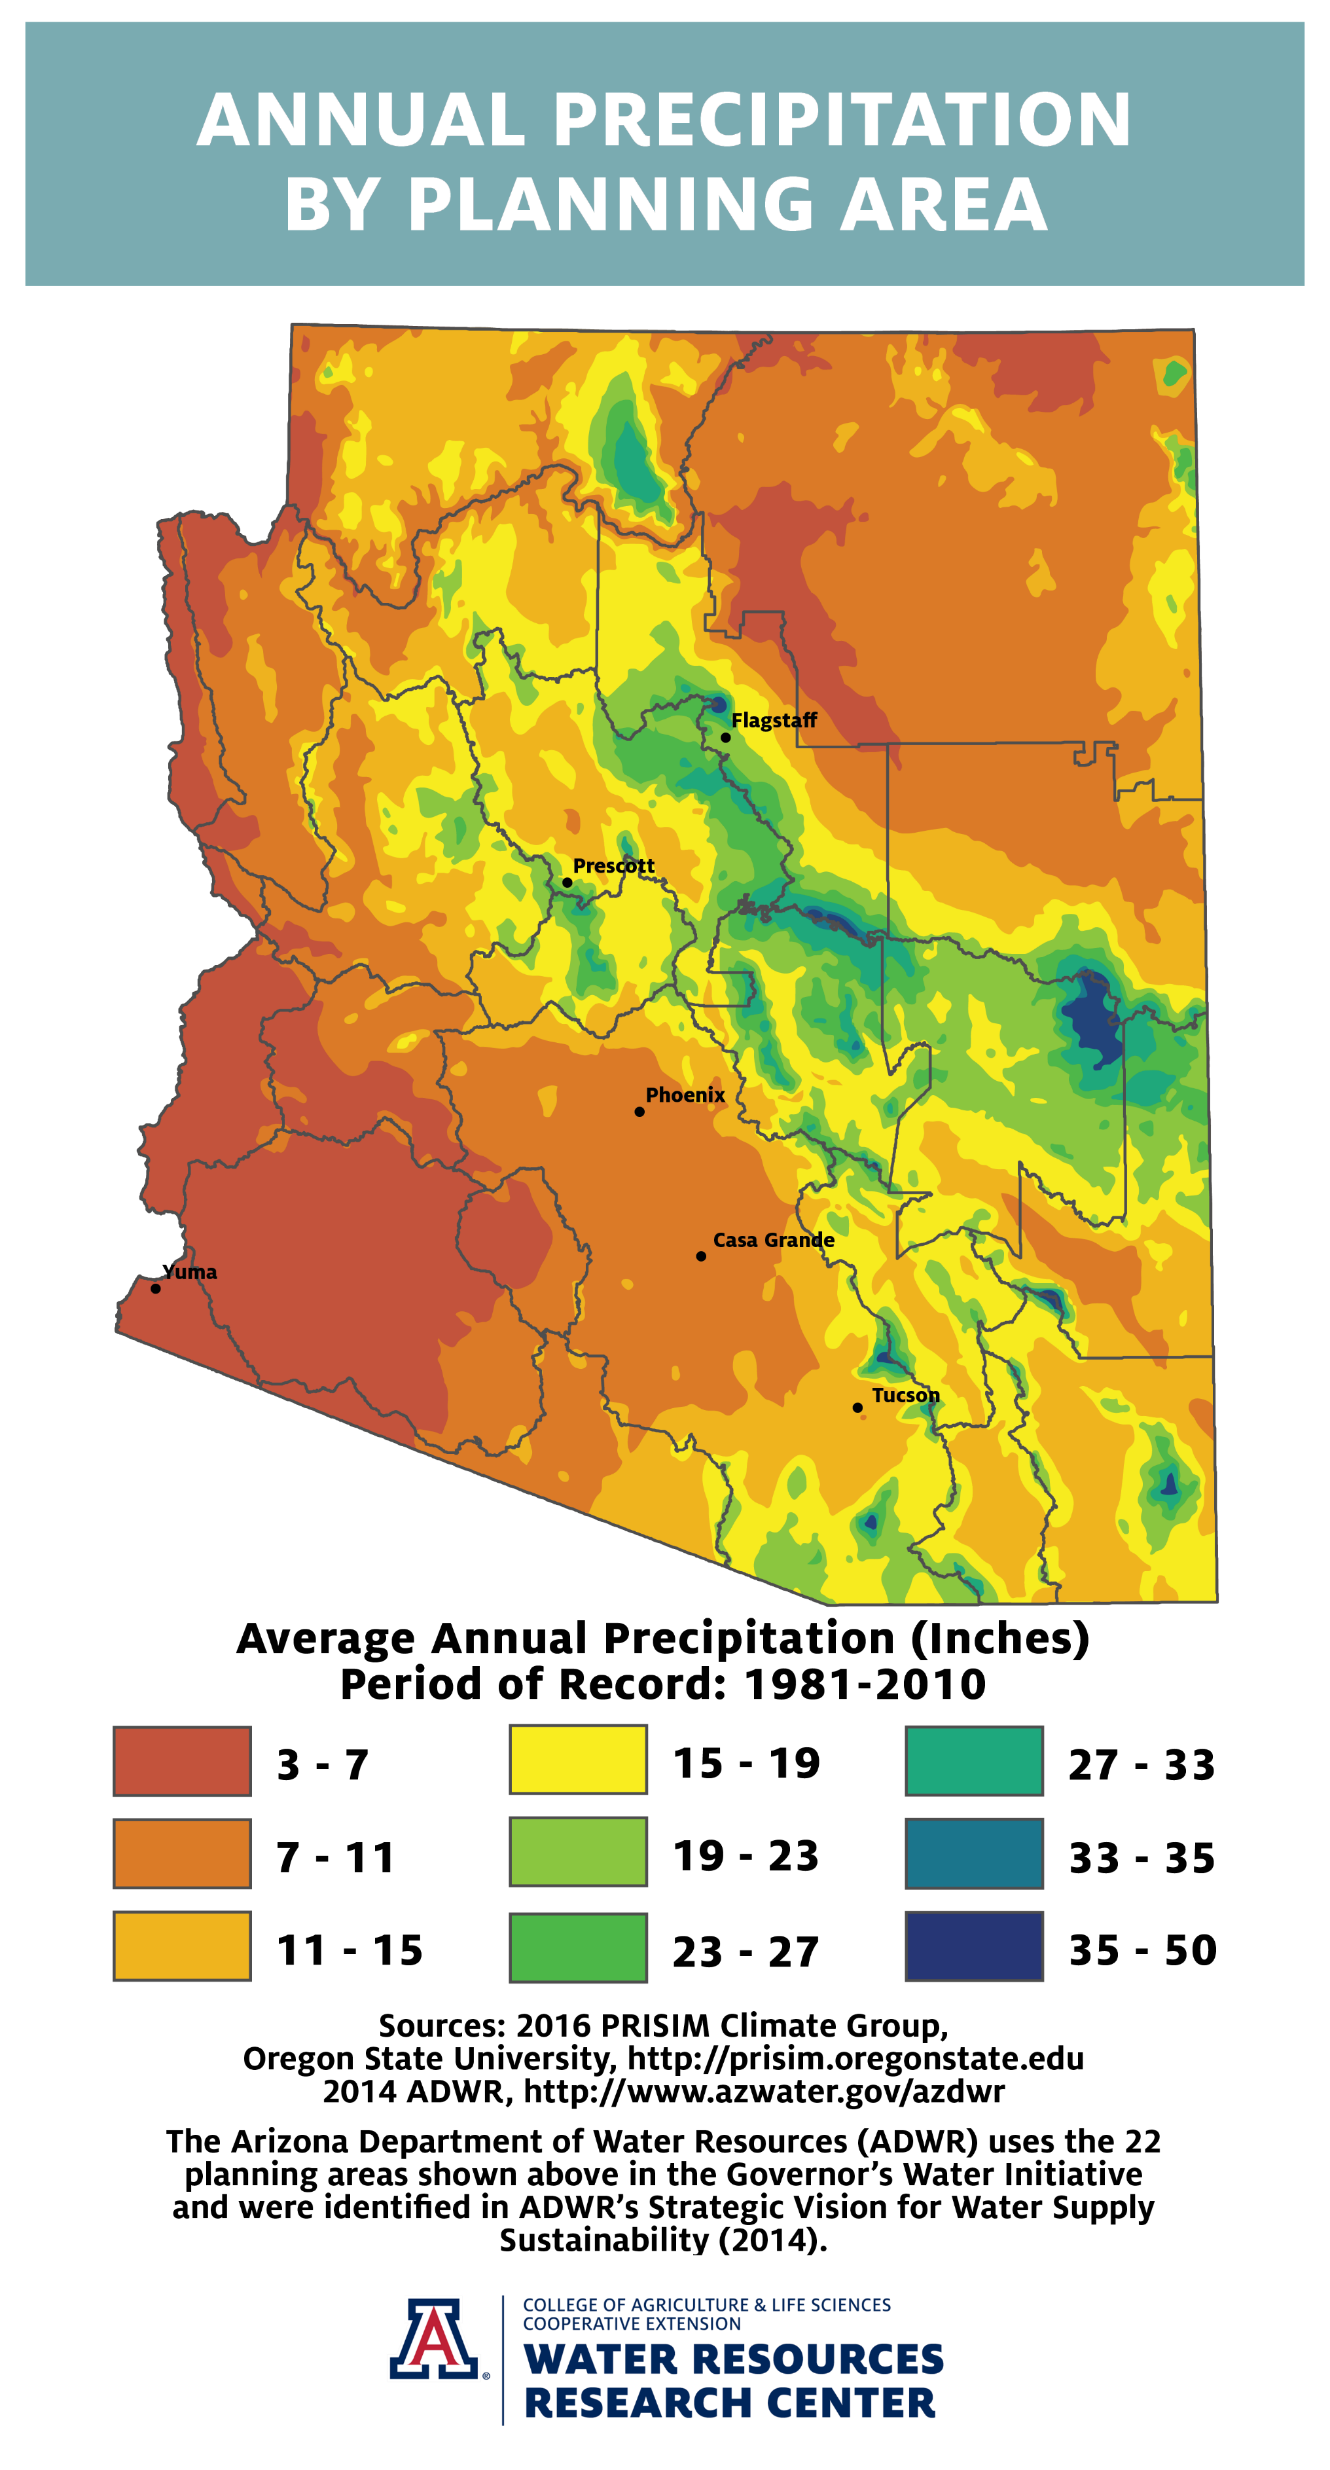 ANNUAL PRECIPITATION
BY PLANNING AREA
Flagstaff
Prescott
Phoenix
Casa Grande
Yuma
Tucson
Average Annual Precipitation (Inches)
Period of Record: 1981-2010
3 - 7
15 - 19
27 - 33
7 - 11
19 - 23
33 - 35
11 - 15
23 - 27
35 - 50
Sources: 2016 PRISIM Climate Group,
Oregon State University, http://prisim.oregonstate.edu
2014 ADWR, http://www.azwater.gov/azdwr
The Arizona Department of Water Resources (ADWR) uses the 22
planning areas shown above in the Governor's Water Initiative
and were identified in ADWR's Strategic Vision for Water Supply
Sustainability (2014).
A ®
COLLEGE OF AGRICULTURE & LIFE SCIENCES
COOPERATIVE EXTENSION
WATER RESOURCES
RESEARCH CENTER